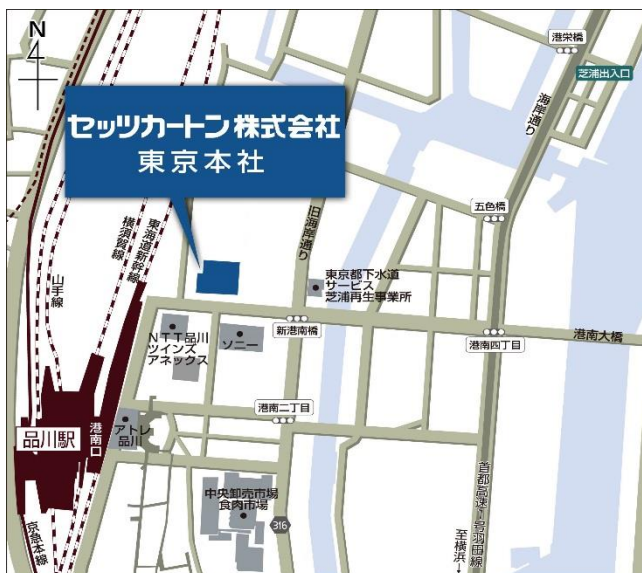 N
セッツカートン株式会社
東京本社
港栄橋
芝浦出入口
海岸通り
旧海岸通り
五色橋
東海道新幹線
横須賀線
山手線
東京都下水道
サービス
芝浦再生事業所
NTT品川
ツインズ
アネックス
ソニー
新港南橋
港南四丁目
港南大橋
港南二丁目
アトレ
品川
港南口
品川駅
中央卸売市場
食肉市場
316
首都高速1号羽田線
至横浜
京急本線